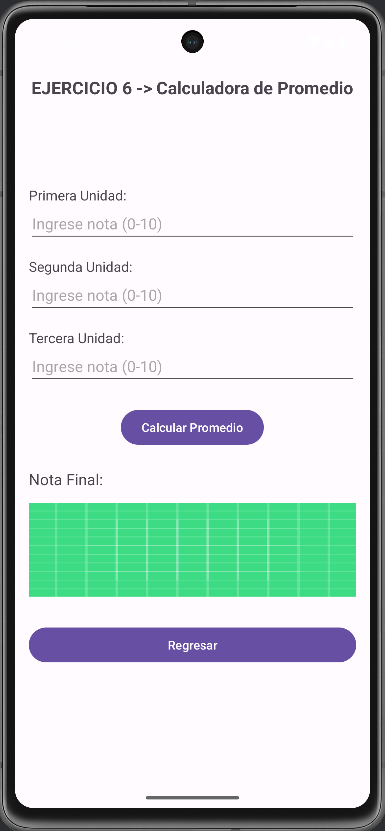 EJERCICIO 6 -> Calculadora de Promedio
Primera Unidad:
Ingrese nota (0-10)
Segunda Unidad:
Ingrese nota (0-10)
Tercera Unidad:
Ingrese nota (0-10)
Calcular Promedio
Nota Final:
Regresar